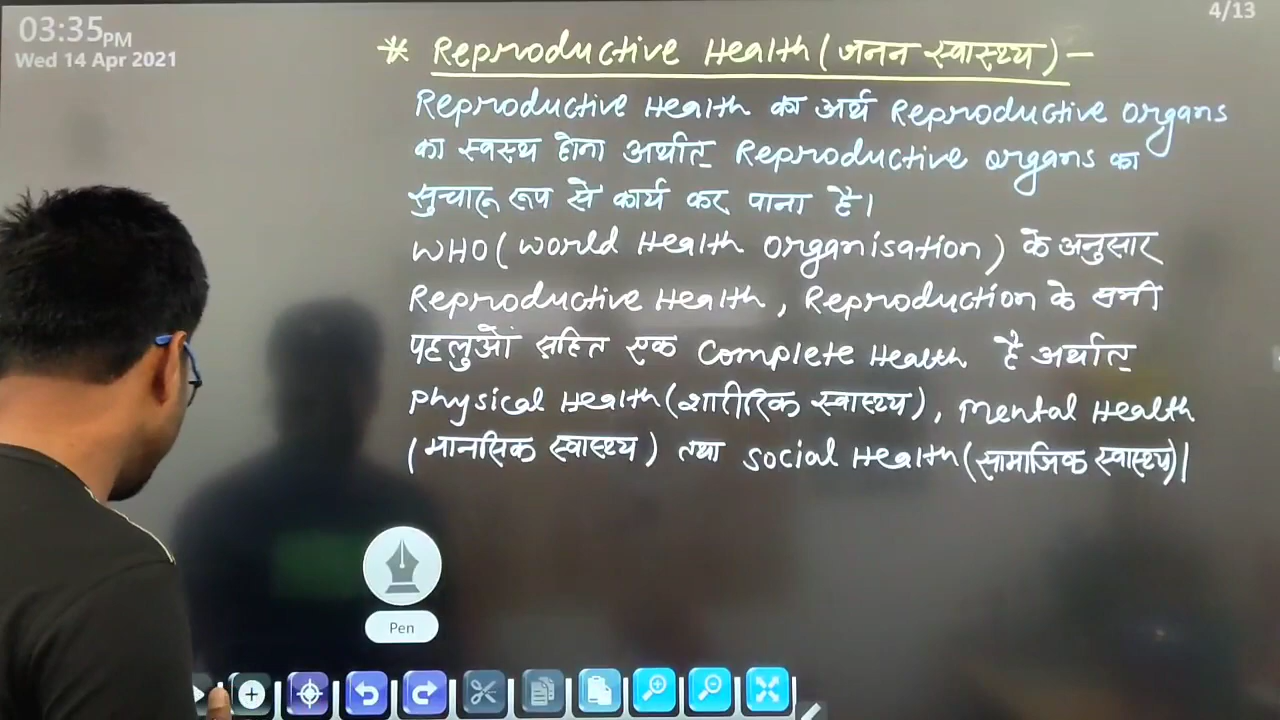 03:35PM
Wed 14 Apr 2021
4/13
* Reproductive Health (जनन स्वास्थ्य) –
Reproductive Health का अर्थ Reproductive organs
का स्वस्थ होना अर्थात् Reproductive organs का
सुचारू रूप से कार्य कर पाना है।
WHO (World Health Organisation) के अनुसार
Reproductive Health, Reproduction के सभी
पहलुओं सहित एक Complete Health है अर्थात्
Physical Health (शारीरिक स्वास्थ्य), Mental Health
(मानसिक स्वास्थ्य) तथा Social Health (सामाजिक स्वास्थ्य)।
Pen